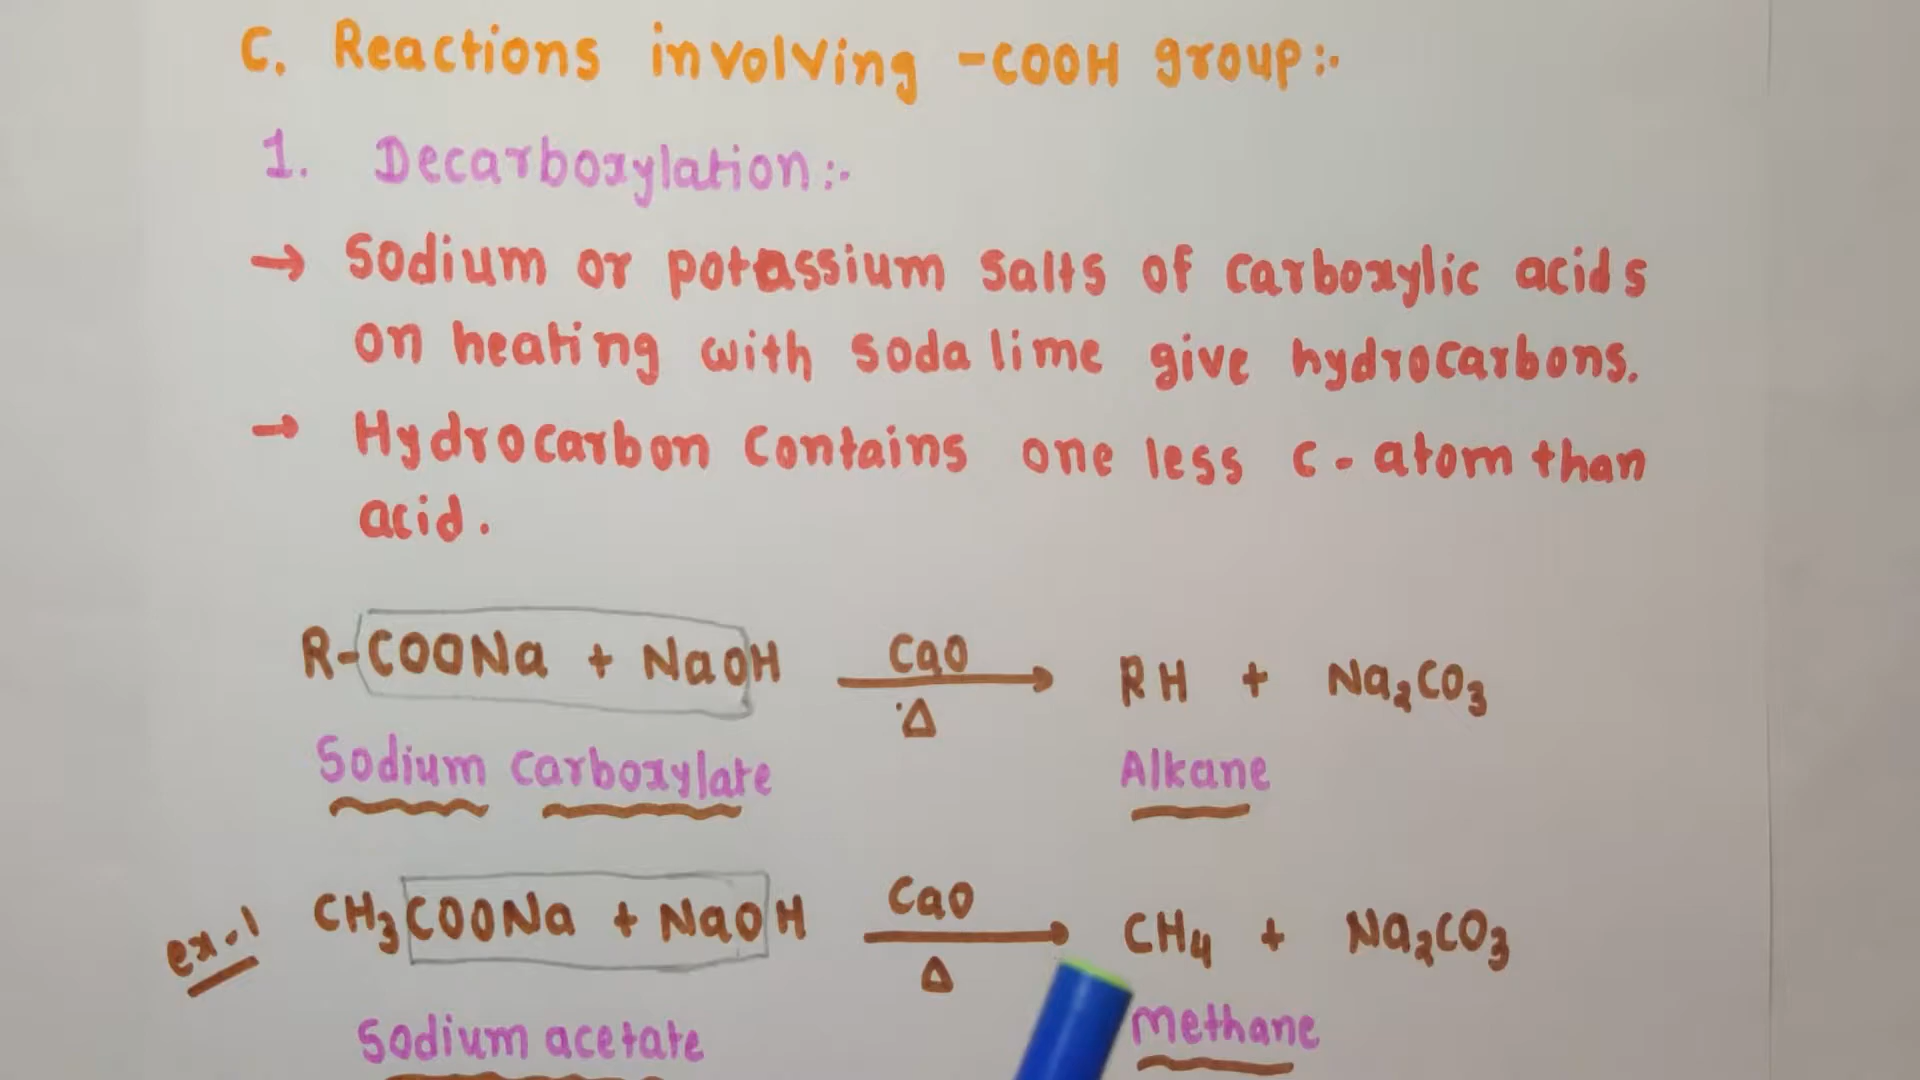 C. Reactions involving -COOH group:-
1. Decarboxylation:-
→ Sodium or potassium salts of carboxylic acids
on heating with soda lime give hydrocarbons.
→ Hydrocarbon contains one less c-atom than
acid.
R-COONa + NaOH CaO Δ → RH + Na₂CO₃
Sodium carboxylate Alkane
ex-1 CH₃COONa + NaOH CaO Δ → CH₄ + Na₂CO₃
Sodium acetate Methane